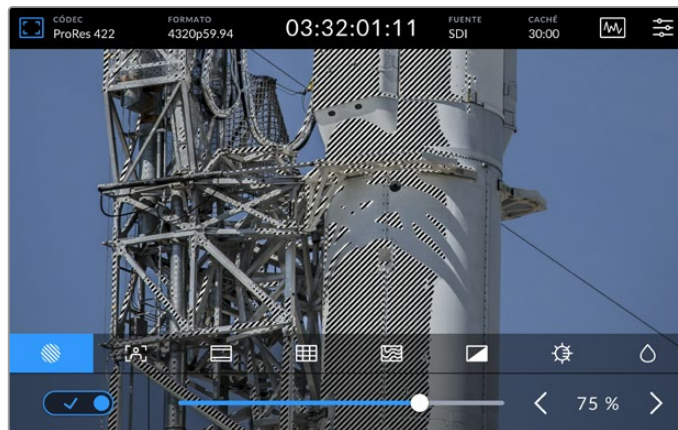 CÓDEC
ProRes 422
FORMATO
4320p59.94
03:32:01:11
FUENTE
SDI
CACHÉ
30:00
75 %